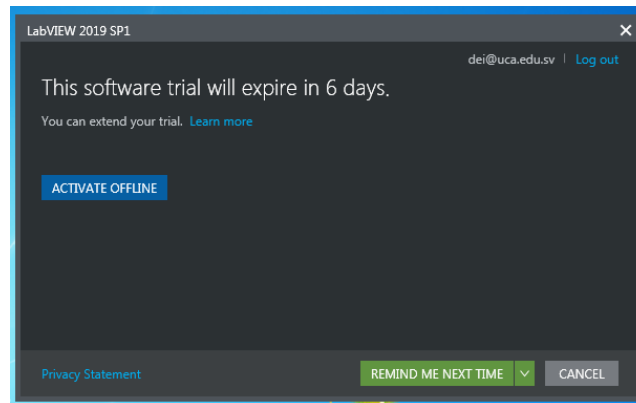 LabVIEW 2019 SP1
dei@uca.edu.sv | Log out
This software trial will expire in 6 days.
You can extend your trial. Learn more
ACTIVATE OFFLINE
Privacy Statement
REMIND ME NEXT TIME
CANCEL